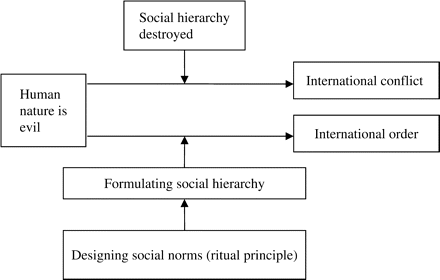 Social hierarchy
destroyed
Human
nature is
evil
International conflict
International order
Formulating social hierarchy
Designing social norms (ritual principle)